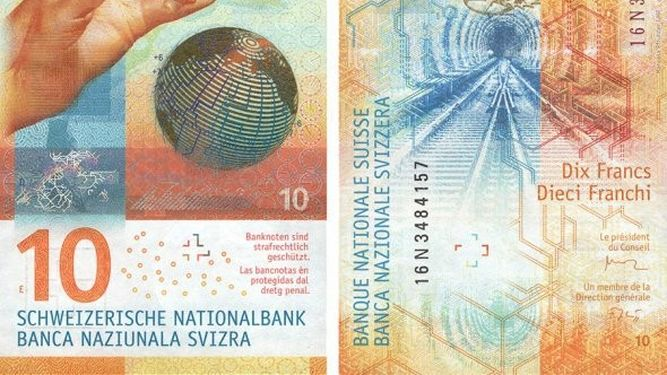 +6
10
10
Banknoten sind
strafrechtlich
geschützt.
Las bancnotas èn
protegidas dal
dretg penal.
SCHWEIZERISCHE NATIONALBANK
BANCA NAZIUNALA SVIZRA
BANQUE NATIONALE SUISSE
BANCA NAZIONALE SVIZZERA
16N3484157
16N
Dix Francs
Dieci Franchi
Le président
du Conseil
Un membre de la
Direction générale
10